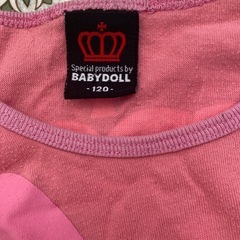 Special products by
BABYDOLL
-120-